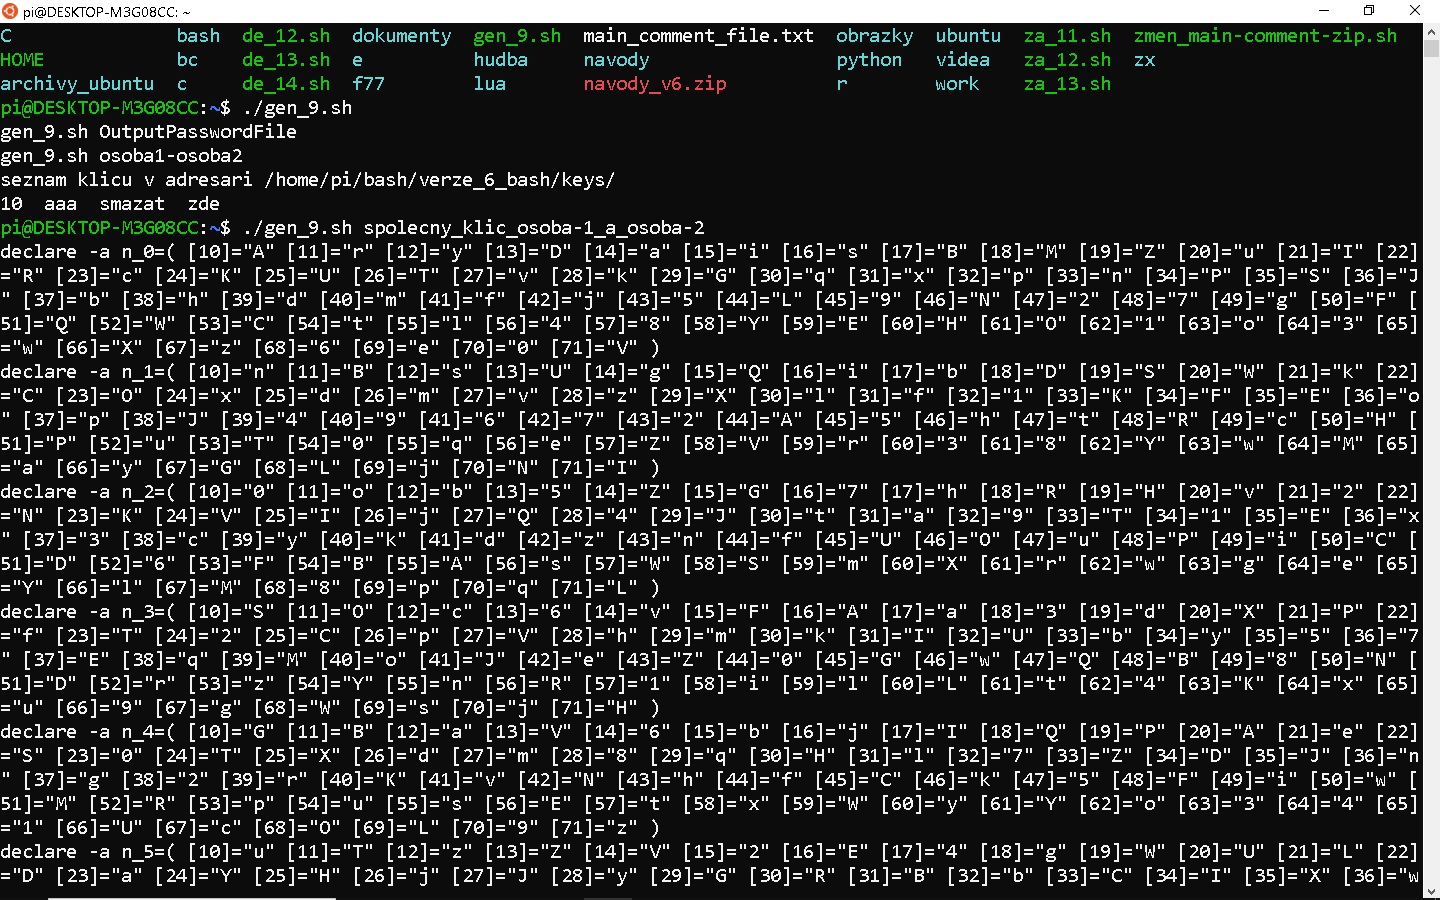 pi@DESKTOP-M3G08CC: ~
C bash de_12.sh dokumenty gen_9.sh main_comment_file.txt obrazky ubuntu za_11.sh zmen_main-comment-zip.sh
HOME bc de_13.sh e hudba navody python videa za_12.sh zx
archivy_ubuntu c de_14.sh f77 lua navody_v6.zip r work za_13.sh
pi@DESKTOP-M3G08CC:~$ ./gen_9.sh
gen_9.sh OutputPasswordFile
gen_9.sh osoba1-osoba2
seznam klicu v adresari /home/pi/bash/verze_6_bash/keys/
10 aaa smazat zde
pi@DESKTOP-M3G08CC:~$ ./gen_9.sh spolecny_klic_osoba-1_a_osoba-2
declare -a n_0=( [10]="A" [11]="r" [12]="y" [13]="D" [14]="a" [15]="i" [16]="s" [17]="B" [18]="M" [19]="Z" [20]="u" [21]="I" [22]
="R" [23]="c" [24]="K" [25]="U" [26]="T" [27]="v" [28]="k" [29]="G" [30]="q" [31]="x" [32]="p" [33]="n" [34]="P" [35]="S" [36]="J
" [37]="b" [38]="h" [39]="d" [40]="m" [41]="f" [42]="j" [43]="5" [44]="L" [45]="9" [46]="N" [47]="2" [48]="7" [49]="g" [50]="F" [
51]="Q" [52]="W" [53]="C" [54]="t" [55]="l" [56]="4" [57]="8" [58]="Y" [59]="E" [60]="H" [61]="O" [62]="1" [63]="o" [64]="3" [65]
="w" [66]="X" [67]="z" [68]="6" [69]="e" [70]="0" [71]="V" )
declare -a n_1=( [10]="n" [11]="B" [12]="s" [13]="U" [14]="g" [15]="Q" [16]="i" [17]="b" [18]="D" [19]="S" [20]="W" [21]="k" [22]
="C" [23]="O" [24]="x" [25]="d" [26]="m" [27]="v" [28]="z" [29]="X" [30]="l" [31]="f" [32]="1" [33]="K" [34]="F" [35]="E" [36]="o
" [37]="p" [38]="J" [39]="4" [40]="9" [41]="6" [42]="7" [43]="2" [44]="A" [45]="5" [46]="h" [47]="t" [48]="R" [49]="c" [50]="H" [
51]="P" [52]="u" [53]="T" [54]="0" [55]="q" [56]="e" [57]="Z" [58]="V" [59]="r" [60]="3" [61]="8" [62]="Y" [63]="w" [64]="M" [65]
="a" [66]="y" [67]="G" [68]="L" [69]="j" [70]="N" [71]="I" )
declare -a n_2=( [10]="0" [11]="o" [12]="b" [13]="5" [14]="Z" [15]="G" [16]="7" [17]="h" [18]="R" [19]="H" [20]="v" [21]="2" [22]
="N" [23]="K" [24]="V" [25]="I" [26]="j" [27]="Q" [28]="4" [29]="J" [30]="t" [31]="a" [32]="9" [33]="T" [34]="1" [35]="E" [36]="x
" [37]="3" [38]="c" [39]="y" [40]="k" [41]="d" [42]="z" [43]="n" [44]="f" [45]="U" [46]="O" [47]="u" [48]="P" [49]="i" [50]="C" [
51]="D" [52]="6" [53]="F" [54]="B" [55]="A" [56]="s" [57]="W" [58]="S" [59]="m" [60]="X" [61]="r" [62]="w" [63]="g" [64]="e" [65]
="Y" [66]="l" [67]="M" [68]="8" [69]="p" [70]="q" [71]="L" )
declare -a n_3=( [10]="S" [11]="O" [12]="c" [13]="6" [14]="v" [15]="F" [16]="A" [17]="a" [18]="3" [19]="d" [20]="X" [21]="P" [22]
="f" [23]="T" [24]="2" [25]="C" [26]="p" [27]="V" [28]="h" [29]="m" [30]="k" [31]="I" [32]="U" [33]="b" [34]="y" [35]="5" [36]="7
" [37]="E" [38]="q" [39]="M" [40]="o" [41]="J" [42]="e" [43]="Z" [44]="0" [45]="G" [46]="w" [47]="Q" [48]="B" [49]="8" [50]="N" [
51]="D" [52]="r" [53]="z" [54]="Y" [55]="n" [56]="R" [57]="1" [58]="i" [59]="l" [60]="L" [61]="t" [62]="4" [63]="K" [64]="x" [65]
="u" [66]="9" [67]="g" [68]="W" [69]="s" [70]="j" [71]="H" )
declare -a n_4=( [10]="G" [11]="B" [12]="a" [13]="V" [14]="6" [15]="b" [16]="j" [17]="I" [18]="Q" [19]="P" [20]="A" [21]="e" [22]
="S" [23]="0" [24]="T" [25]="X" [26]="d" [27]="m" [28]="8" [29]="q" [30]="H" [31]="l" [32]="7" [33]="Z" [34]="D" [35]="J" [36]="n
" [37]="g" [38]="2" [39]="r" [40]="K" [41]="v" [42]="N" [43]="h" [44]="f" [45]="C" [46]="k" [47]="5" [48]="F" [49]="i" [50]="w" [
51]="M" [52]="R" [53]="p" [54]="u" [55]="s" [56]="E" [57]="t" [58]="x" [59]="W" [60]="y" [61]="Y" [62]="o" [63]="3" [64]="4" [65]
="1" [66]="U" [67]="c" [68]="O" [69]="L" [70]="9" [71]="z" )
declare -a n_5=( [10]="u" [11]="T" [12]="z" [13]="Z" [14]="V" [15]="2" [16]="E" [17]="4" [18]="g" [19]="W" [20]="U" [21]="L" [22]
="D" [23]="a" [24]="Y" [25]="H" [26]="j" [27]="J" [28]="y" [29]="G" [30]="R" [31]="B" [32]="b" [33]="C" [34]="I" [35]="X" [36]="w